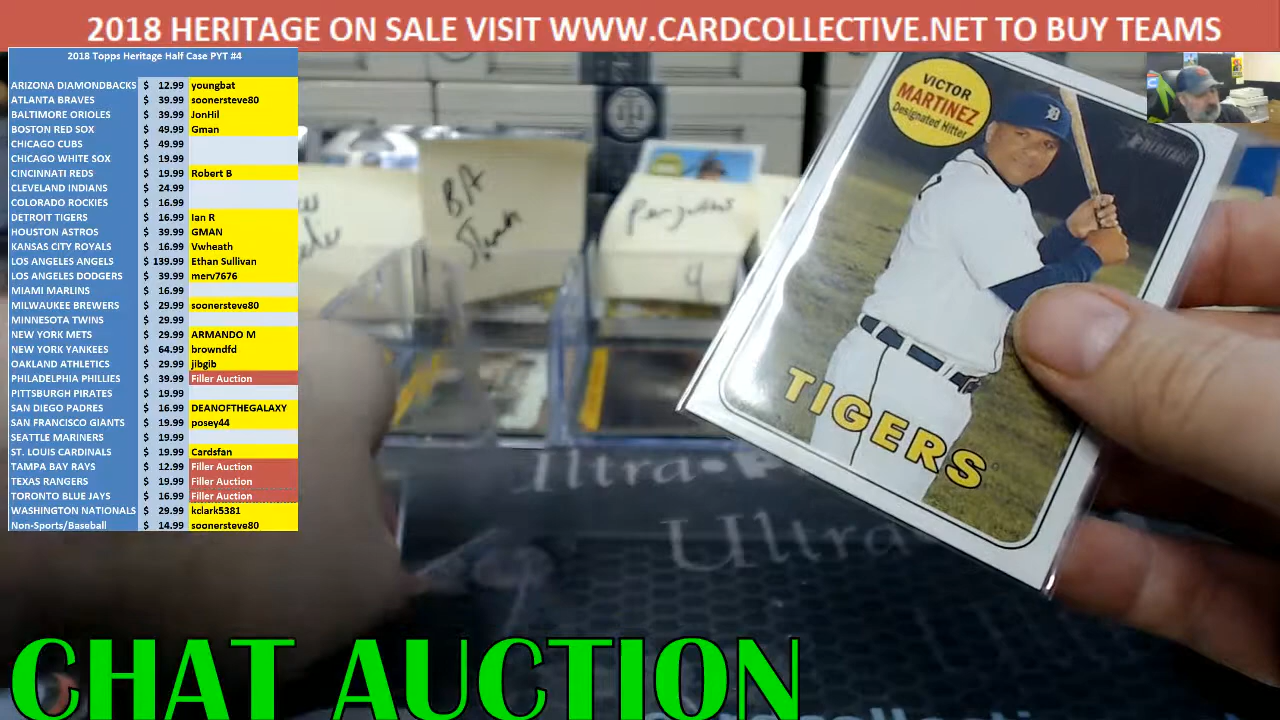 2018 HERITAGE ON SALE VISIT WWW.CARDCOLLECTIVE.NET TO BUY TEAMS
2018 Topps Heritage Half Case PYT #4
ARIZONA DIAMONDBACKS $ 12.99 youngbat
ATLANTA BRAVES $ 39.99 soonersteve80
BALTIMORE ORIOLES $ 39.99 JonHil
BOSTON RED SOX $ 49.99 Gman
CHICAGO CUBS $ 49.99
CHICAGO WHITE SOX $ 19.99
CINCINNATI REDS $ 19.99 Robert B
CLEVELAND INDIANS $ 24.99
COLORADO ROCKIES $ 16.99
DETROIT TIGERS $ 16.99 Ian R
HOUSTON ASTROS $ 39.99 GMAN
KANSAS CITY ROYALS $ 16.99 Vwheath
LOS ANGELES ANGELS $ 139.99 Ethan Sullivan
LOS ANGELES DODGERS $ 39.99 merv7676
MIAMI MARLINS $ 16.99
MILWAUKEE BREWERS $ 29.99 soonersteve80
MINNESOTA TWINS $ 29.99
NEW YORK METS $ 29.99 ARMANDO M
NEW YORK YANKEES $ 64.99 browndfd
OAKLAND ATHLETICS $ 29.99 jibgib
PHILADELPHIA PHILLIES $ 39.99 Filler Auction
PITTSBURGH PIRATES $ 19.99
SAN DIEGO PADRES $ 16.99 DEANOFTHEGALAXY
SAN FRANCISCO GIANTS $ 19.99 posey44
SEATTLE MARINERS $ 19.99
ST. LOUIS CARDINALS $ 19.99 Cardsfan
TAMPA BAY RAYS $ 12.99 Filler Auction
TEXAS RANGERS $ 19.99 Filler Auction
TORONTO BLUE JAYS $ 16.99 Filler Auction
WASHINGTON NATIONALS $ 29.99 kclark5381
Non-Sports/Baseball $ 14.99 soonersteve80
VICTOR
MARTINEZ
Designated Hitter
HERITAGE
TIGERS
BA
4
Ultra
CHAT AUCTION